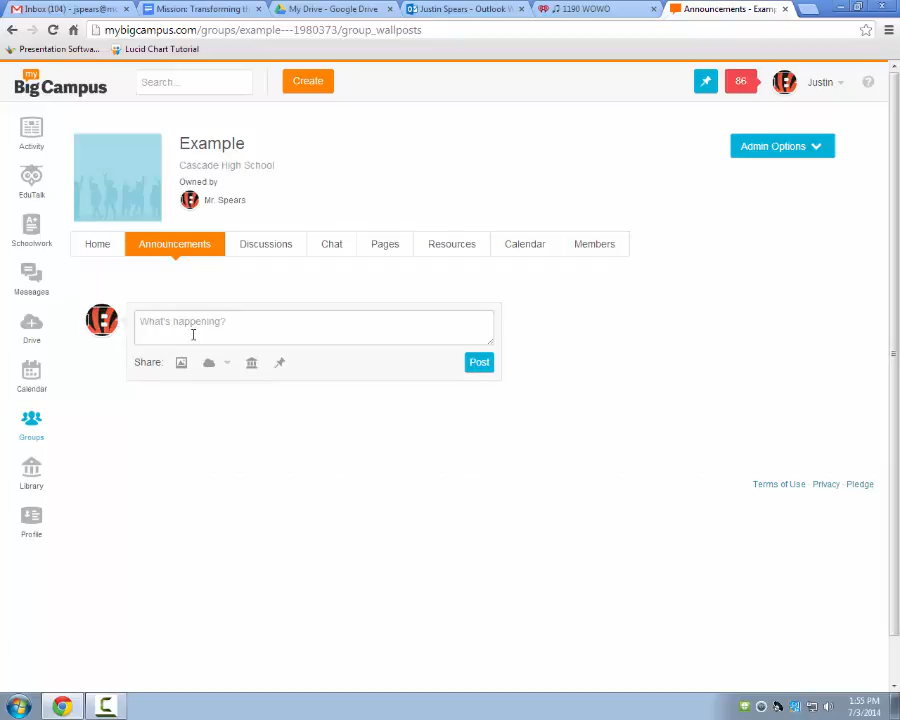 Inbox (104) - jspears@mc
Mission: Transforming th
My Drive - Google Drive
Justin Spears - Outlook W
1190 WOWO
Announcements - Examp
mybigcampus.com/groups/example---1980373/group_wallposts
Presentation Softwa...
Lucid Chart Tutorial
my
BigCampus
Search...
Create
86
Justin
?
Activity
EduTalk
Schoolwork
Messages
Drive
Calendar
Groups
Library
Profile
Example
Cascade High School
Owned by
Mr. Spears
Admin Options
Home
Announcements
Discussions
Chat
Pages
Resources
Calendar
Members
What's happening?
Share:
Post
Terms of Use · Privacy · Pledge
1:55 PM
7/3/2014